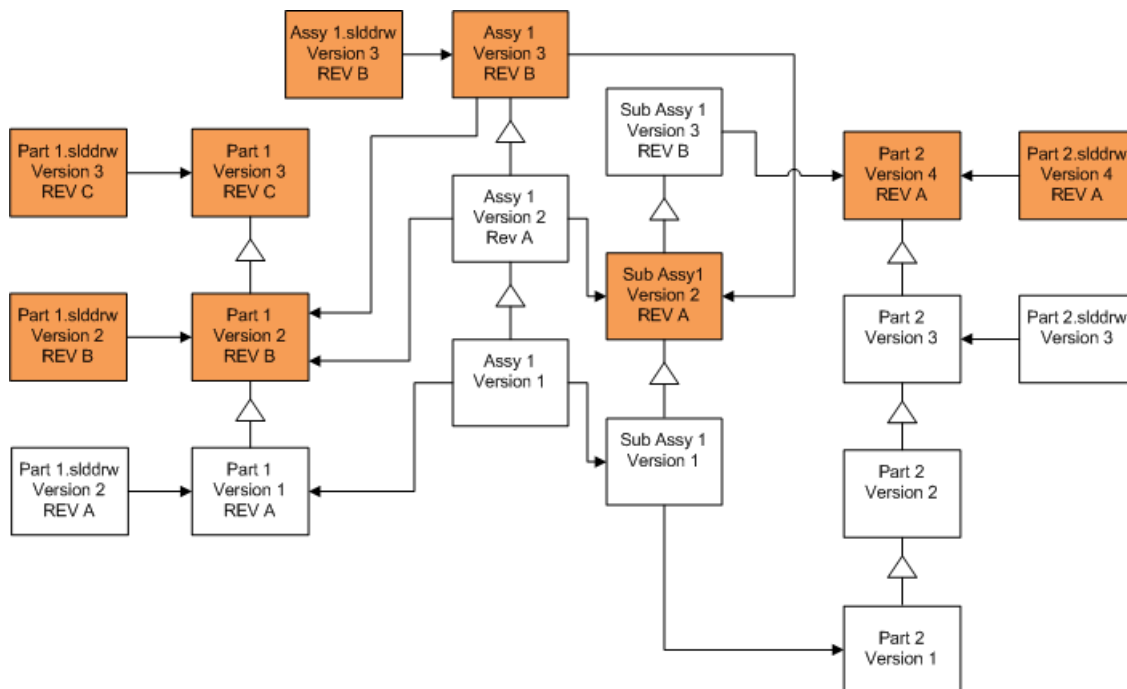 Assy 1.slddrw
Version 3
REV B
Assy 1
Version 3
REV B
Sub Assy 1
Version 3
REV B
Part 1.slddrw
Version 3
REV C
Part 1
Version 3
REV C
Part 2
Version 4
REV A
Part 2.slddrw
Version 4
REV A
Assy 1
Version 2
Rev A
Sub Assy1
Version 2
REV A
Part 1.slddrw
Version 2
REV B
Part 1
Version 2
REV B
Part 2
Version 3
Part 2.slddrw
Version 3
Assy 1
Version 1
Sub Assy 1
Version 1
Part 1.slddrw
Version 2
REV A
Part 1
Version 1
REV A
Part 2
Version 2
Part 2
Version 1